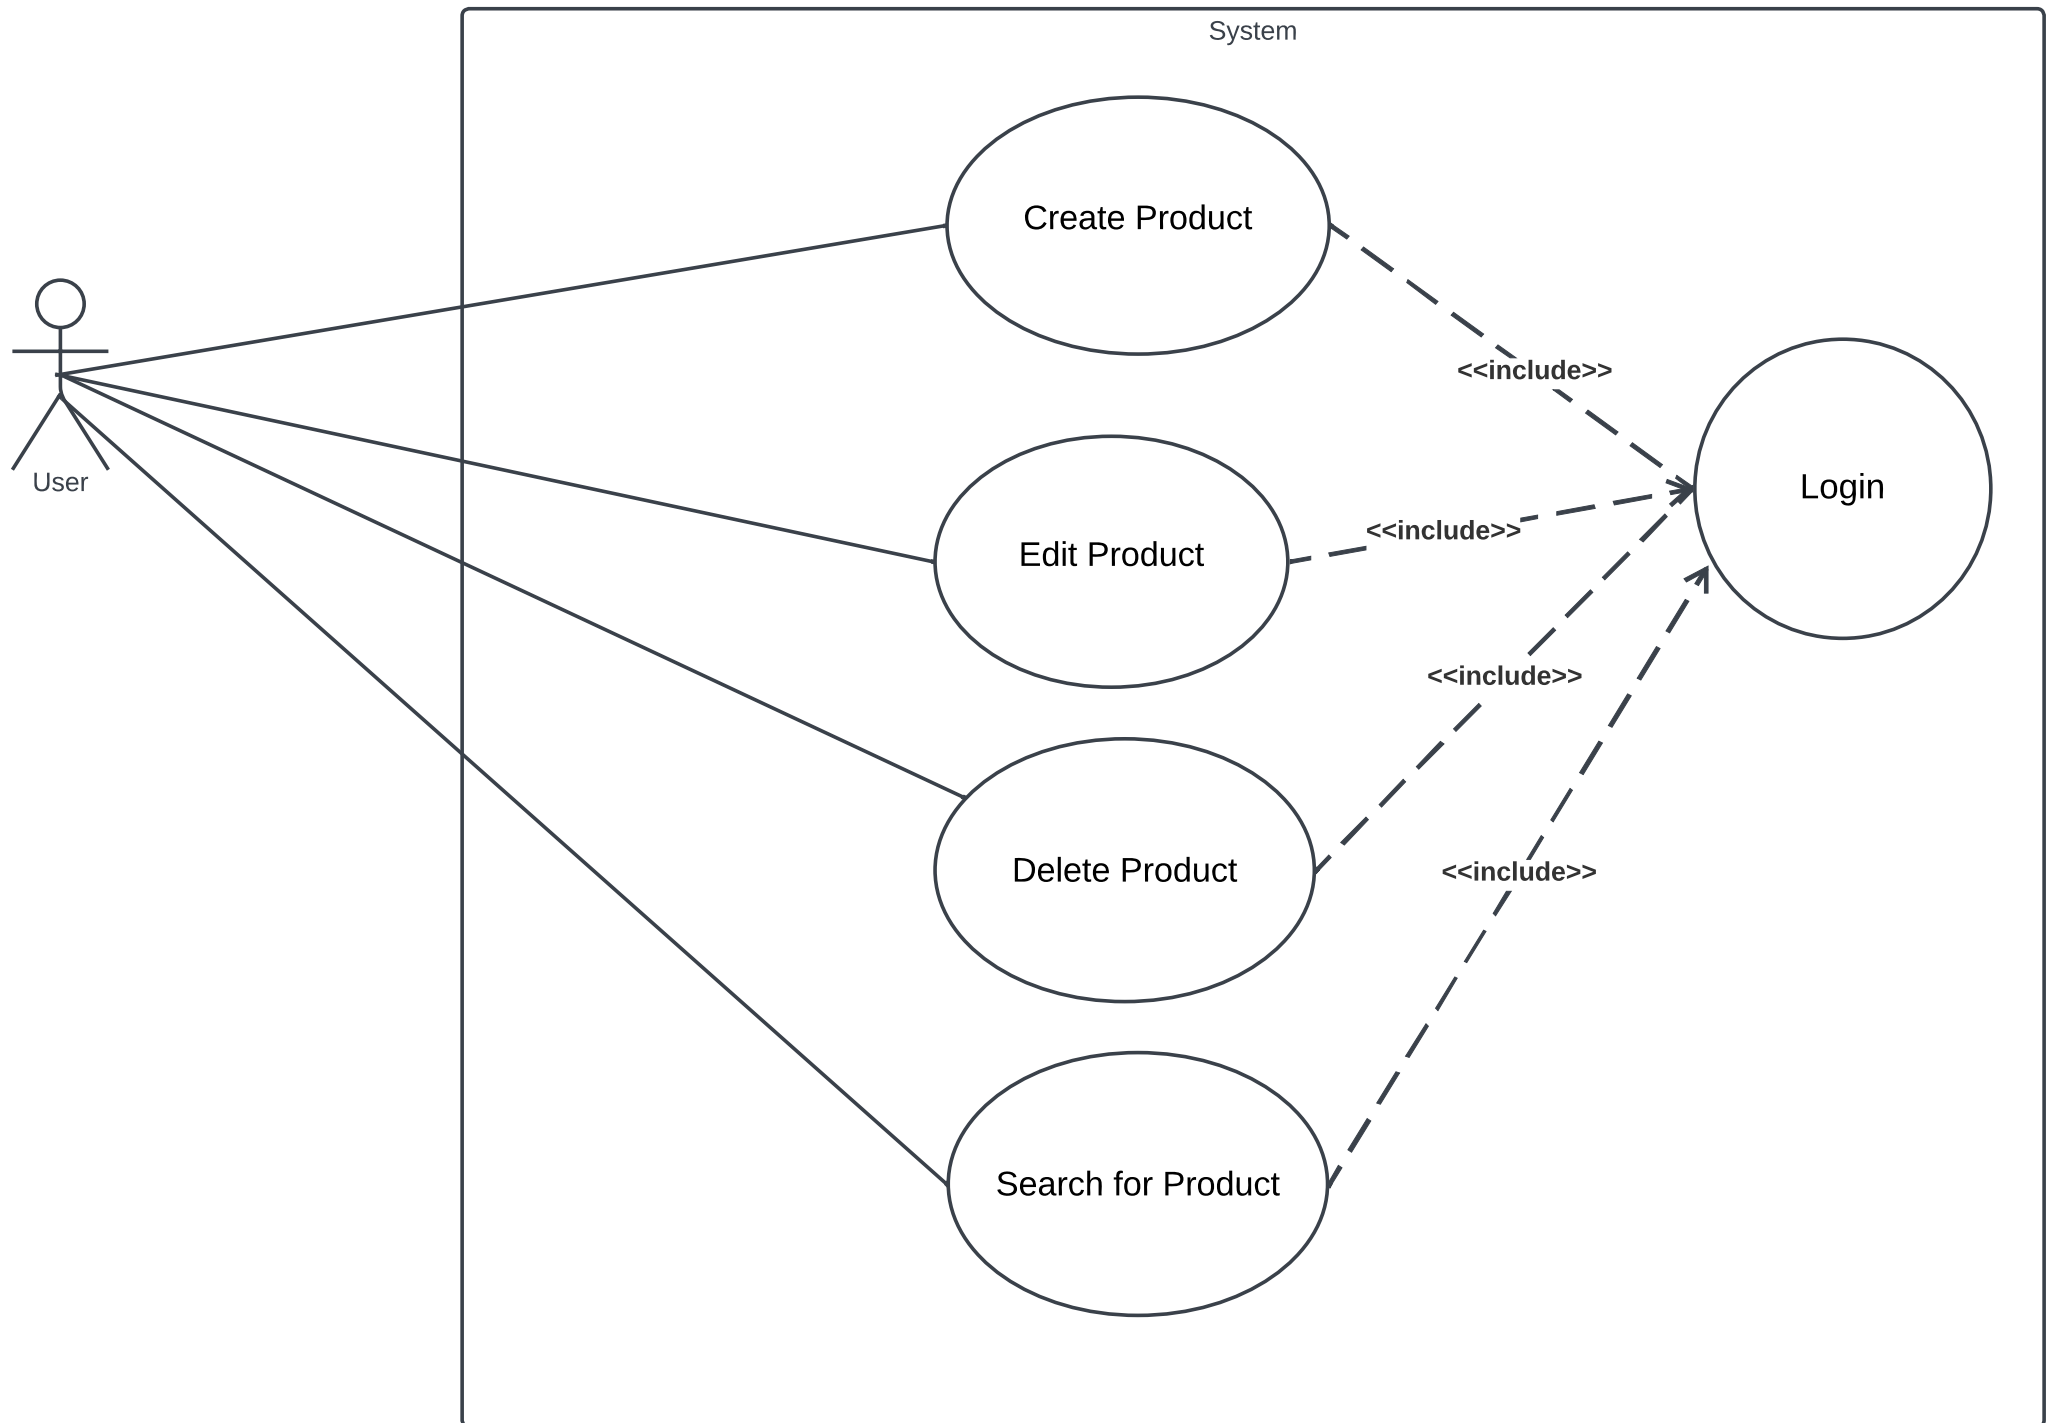 System
Create Product
<<include>>
User
Login
<<include>>
Edit Product
<<include>>
Delete Product
<<include>>
Search for Product